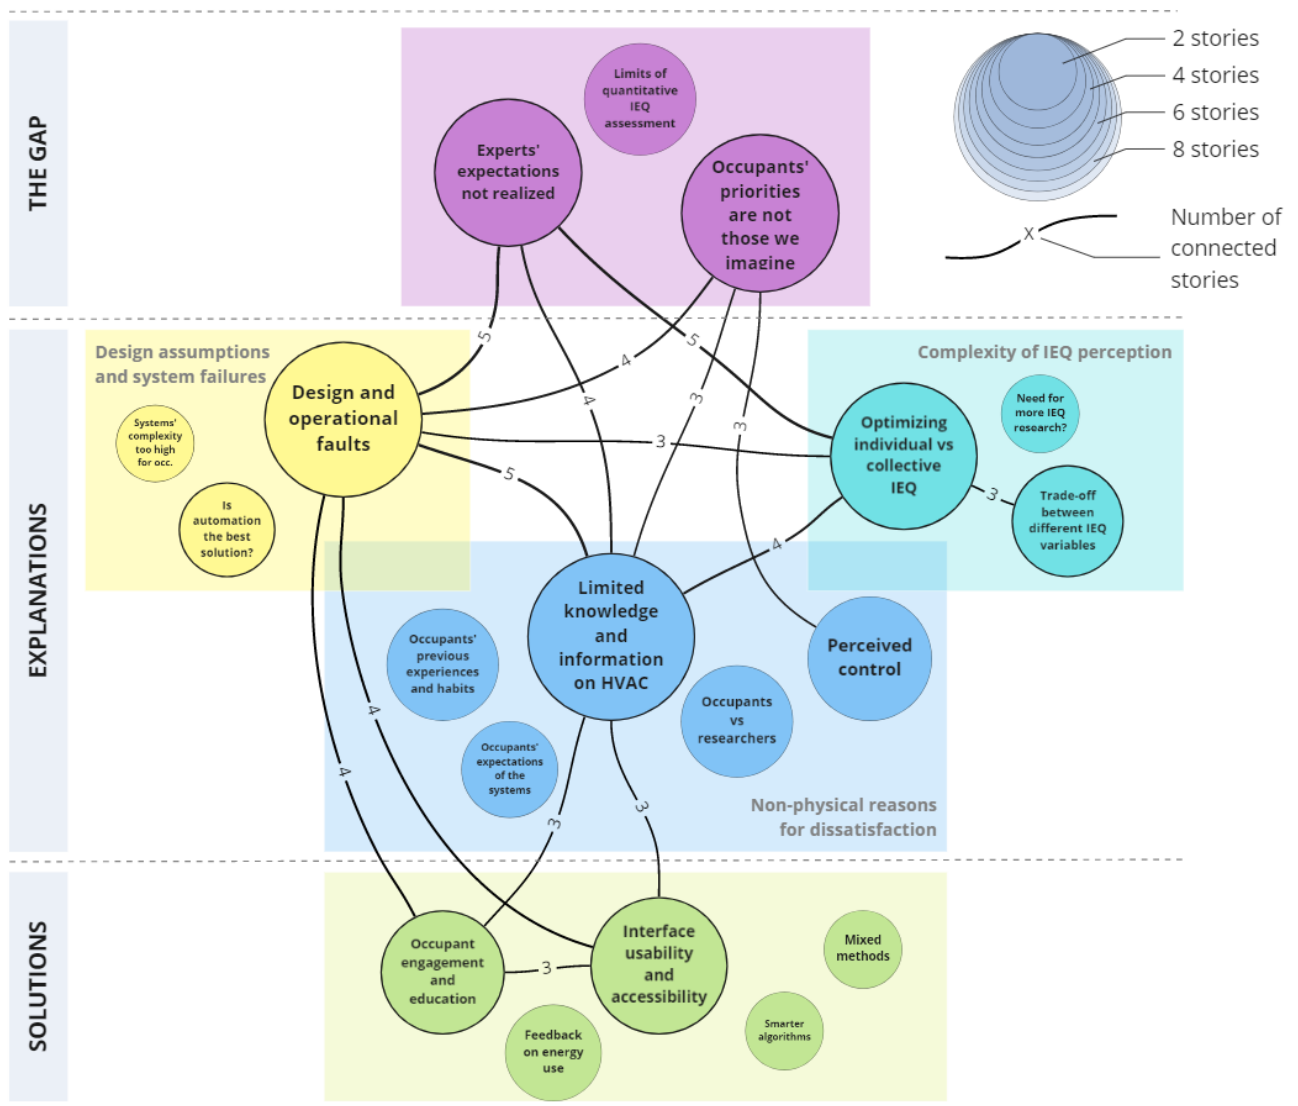 THE GAP
Limits of
quantitative
IEQ
assessment
Experts'
expectations
not realized
Occupants'
priorities
are not
those we
imagine
2 stories
4 stories
6 stories
8 stories
X
Number of
connected
stories
EXPLANATIONS
Design assumptions
and system failures
Design and
operational
faults
Systems'
complexity
too high
for occ.
Is
automation
the best
solution?
Complexity of IEQ perception
Need for
more IEQ
research?
Optimizing
individual vs
collective
IEQ
Trade-off
between
different IEQ
variables
5
4
5
4
3
3
3
5
3
4
Limited
knowledge
and
information
on HVAC
Occupants'
previous
experiences
and habits
Occupants'
expectations
of the
systems
Occupants
vs
researchers
Perceived
control
Non-physical reasons
for dissatisfaction
4
4
3
3
SOLUTIONS
Occupant
engagement
and
education
3
Interface
usability
and
accessibility
Feedback
on energy
use
Smarter
algorithms
Mixed
methods